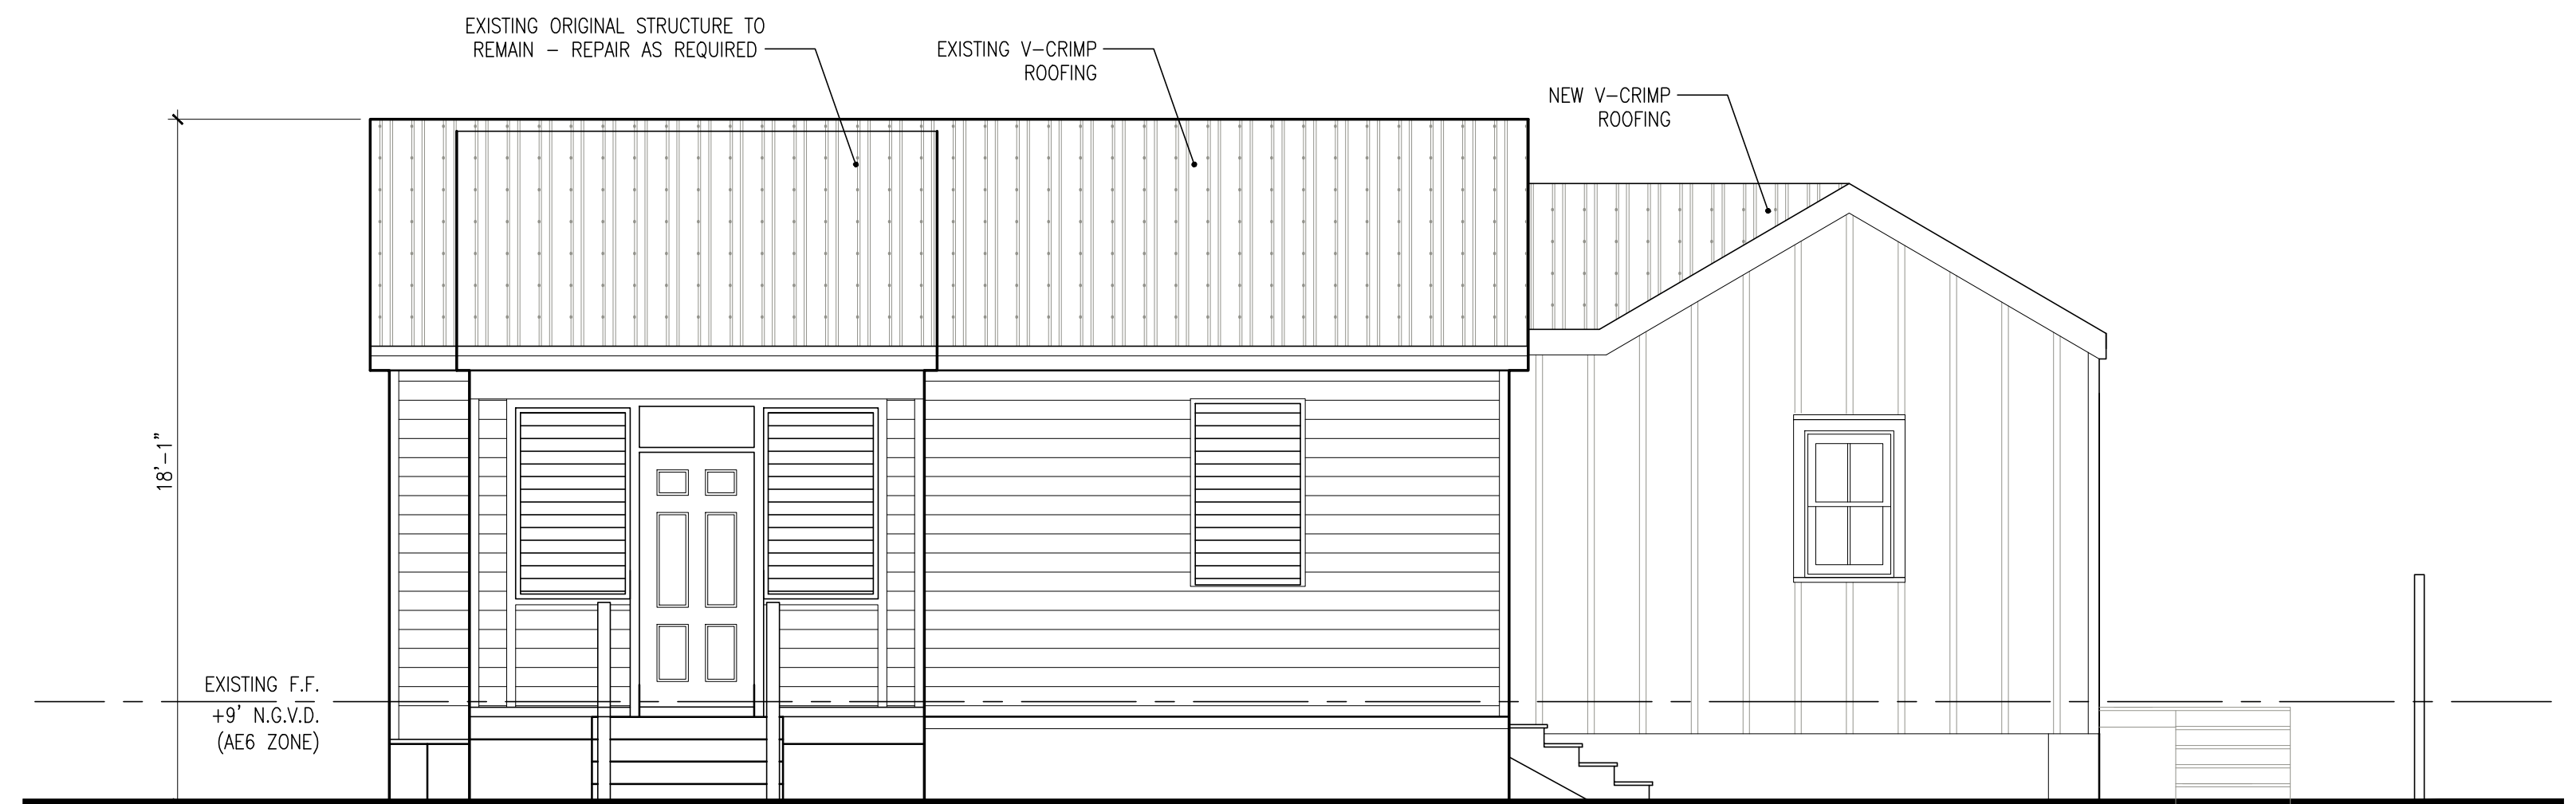 EXISTING ORIGINAL STRUCTURE TO
REMAIN - REPAIR AS REQUIRED
EXISTING V-CRIMP
ROOFING
NEW V-CRIMP
ROOFING
18'-1"
EXISTING F.F.
+9' N.G.V.D.
(AE6 ZONE)